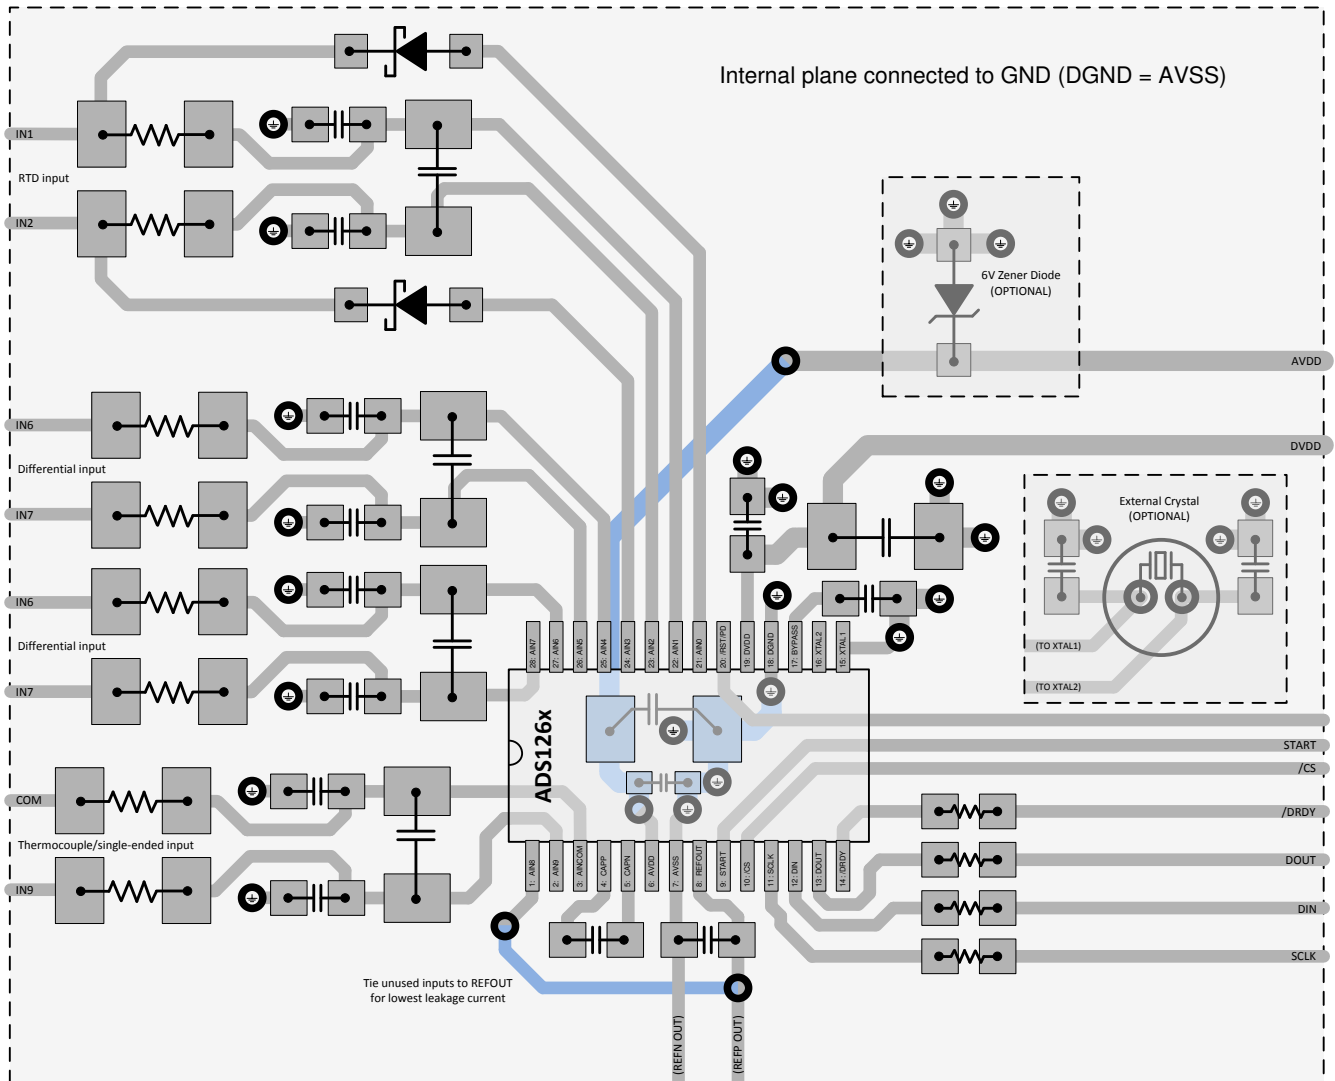 Internal plane connected to GND (DGND = AVSS)
IN1
RTD input
IN2
6V Zener Diode
(OPTIONAL)
AVDD
DVDD
IN6
Differential input
IN7
External Crystal
(OPTIONAL)
(TO XTAL1)
(TO XTAL2)
IN6
Differential input
IN7
28: AIN7
27: AIN6
26: AIN5
25: AIN4
24: AIN3
23: AIN2
22: AIN1
21: AIN0
20: /RST/PD
19: DVDD
18: DGND
17: BYPASS
16: XTAL2
15: XTAL1
ADS126x
START
/CS
/DRDY
DOUT
DIN
SCLK
COM
Thermocouple/single-ended input
IN9
1: AIN8
2: AIN9
3: AINCOM
4: CAPP
5: CAPN
6: AVDD
7: AVSS
8: REFOUT
9: START
10: /CS
11: SCLK
12: DIN
13: DOUT
14: /DRDY
Tie unused inputs to REFOUT
for lowest leakage current
(REFN OUT)
(REFP OUT)